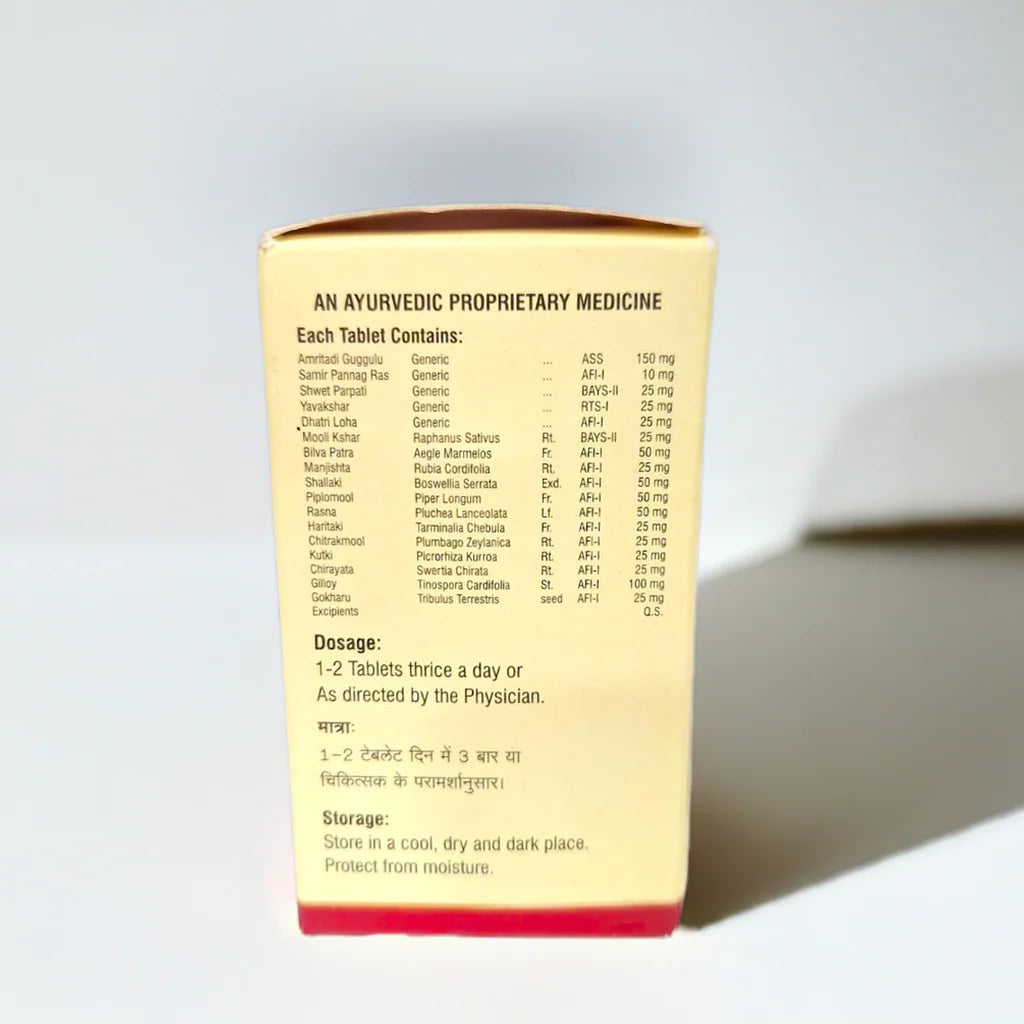 AN AYURVEDIC PROPRIETARY MEDICINE
Each Tablet Contains:
Amritadi Guggulu Generic ... ASS 150 mg
Samir Pannag Ras Generic ... AFI-I 10 mg
Shwet Parpati Generic ... BAYS-II 25 mg
Yavakshar Generic ... RTS-I 25 mg
Dhatri Loha Generic ... AFI-I 25 mg
Mooli Kshar Raphanus Sativus Rt. BAYS-II 25 mg
Bilva Patra Aegle Marmelos Fr. AFI-I 50 mg
Manjishta Rubia Cordifolia Rt. AFI-I 25 mg
Shallaki Boswellia Serrata Exd. AFI-I 50 mg
Piplomool Piper Longum Fr. AFI-I 50 mg
Rasna Pluchea Lanceolata Lf. AFI-I 50 mg
Haritaki Tarminalia Chebula Fr. AFI-I 25 mg
Chitrakmool Plumbago Zeylanica Rt. AFI-I 25 mg
Kutki Picrorhiza Kurroa Rt. AFI-I 25 mg
Chirayata Swertia Chirata Rt. AFI-I 25 mg
Gilloy Tinospora Cardifolia St. AFI-I 100 mg
Gokharu Tribulus Terrestris seed AFI-I 25 mg
Excipients Q.S.
Dosage:
1-2 Tablets thrice a day or
As directed by the Physician.
मात्राः
1-2 टेबलेट दिन में 3 बार या
चिकित्सक के परामर्शानुसार।
Storage:
Store in a cool, dry and dark place.
Protect from moisture.